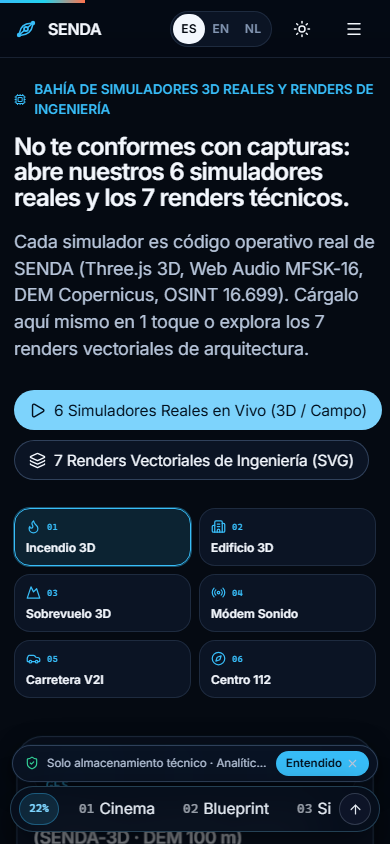 SENDA
ES EN NL
BAHÍA DE SIMULADORES 3D REALES Y RENDERS DE
INGENIERÍA
No te conformes con capturas:
abre nuestros 6 simuladores
reales y los 7 renders técnicos.
Cada simulador es código operativo real de
SENDA (Three.js 3D, Web Audio MFSK-16,
DEM Copernicus, OSINT 16.699). Cárgalo
aquí mismo en 1 toque o explora los 7
renders vectoriales de arquitectura.
6 Simuladores Reales en Vivo (3D / Campo)
7 Renders Vectoriales de Ingeniería (SVG)
01
Incendio 3D
02
Edificio 3D
03
Sobrevuelo 3D
04
Módem Sonido
05
Carretera V2I
06
Centro 112
Solo almacenamiento técnico · Analític...
Entendido
22% 01 Cinema 02 Blueprint 03 Si
(SENDA-3D · DEM 100 m)